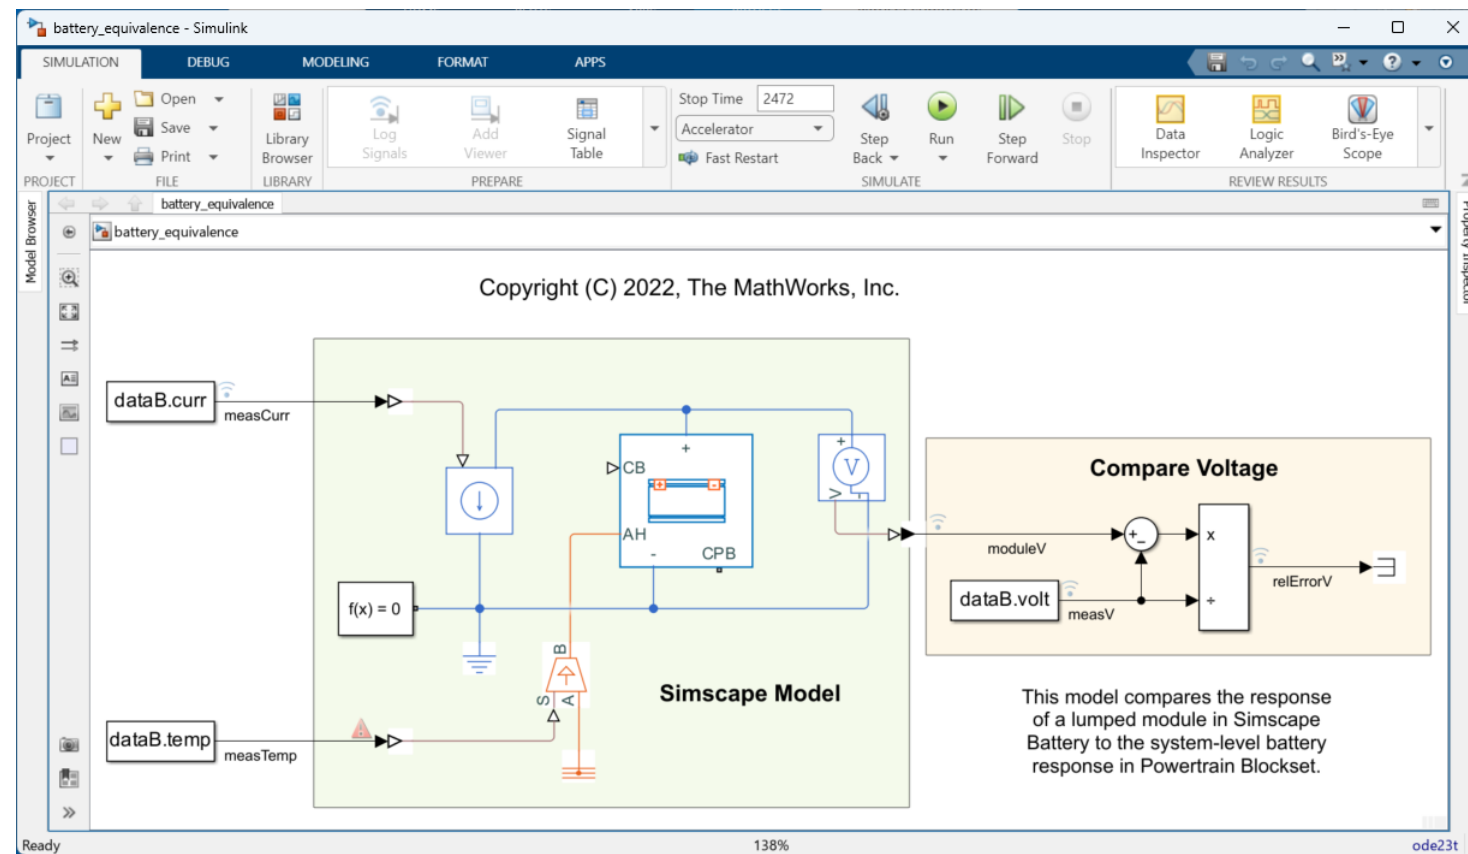 battery_equivalence - Simulink
SIMULATION DEBUG MODELING FORMAT APPS
Project
New
Open
Save
Print
Library
Browser
Log
Signals
Add
Viewer
Signal
Table
Stop Time 2472
Accelerator
Fast Restart
Step
Back
Run
Step
Forward
Stop
Data
Inspector
Logic
Analyzer
Bird's-Eye
Scope
PROJECT FILE LIBRARY PREPARE SIMULATE REVIEW RESULTS
Model Browser
battery_equivalence
battery_equivalence
Property Inspector
Copyright (C) 2022, The MathWorks, Inc.
dataB.curr
measCurr
CB
+
AH
-
CPB
+
V
V
-
f(x) = 0
B
S
A
dataB.temp
measTemp
Simscape Model
Compare Voltage
moduleV
+
-
x
÷
dataB.volt
measV
relErrorV
This model compares the response
of a lumped module in Simscape
Battery to the system-level battery
response in Powertrain Blockset.
Ready
138%
ode23t